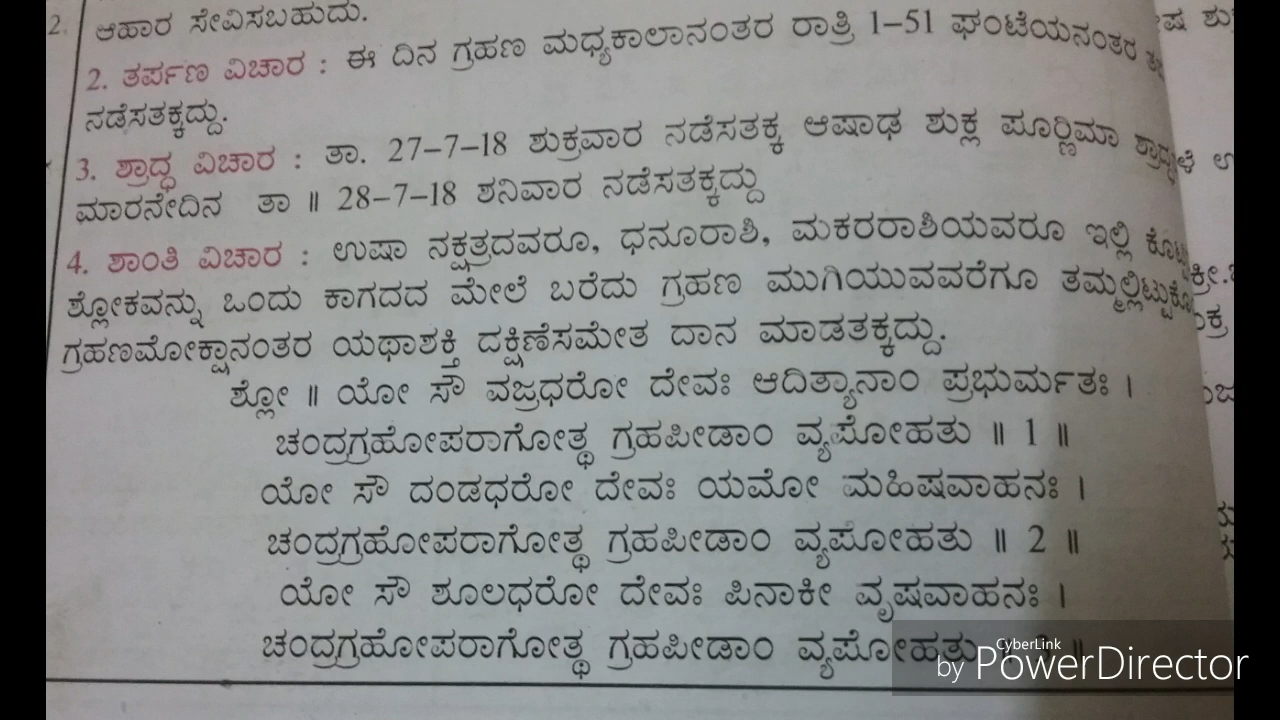 ಆಹಾರ ಸೇವಿಸಬಹುದು.
2. ತರ್ಪಣ ವಿಚಾರ : ಈ ದಿನ ಗ್ರಹಣ ಮಧ್ಯಕಾಲಾನಂತರ ರಾತ್ರಿ 1-51 ಘಂಟೆಯನಂತರ
ನಡೆಸತಕ್ಕದ್ದು.
3. ಶ್ರಾದ್ಧ ವಿಚಾರ : ತಾ. 27-7-18 ಶುಕ್ರವಾರ ನಡೆಸತಕ್ಕ ಆಷಾಢ ಶುಕ್ಲ ಪೂರ್ಣಿಮಾ
ಮಾರನೇದಿನ ತಾ ॥ 28-7-18 ಶನಿವಾರ ನಡೆಸತಕ್ಕದ್ದು
4. ಶಾಂತಿ ವಿಚಾರ : ಉಷಾ ನಕ್ಷತ್ರದವರೂ, ಧನೂರಾಶಿ, ಮಕರರಾಶಿಯವರೂ ಇಲ್ಲಿ
ಶ್ಲೋಕವನ್ನು ಒಂದು ಕಾಗದದ ಮೇಲೆ ಬರೆದು ಗ್ರಹಣ ಮುಗಿಯುವವರೆಗೂ
ಗ್ರಹಣಮೋಕ್ಷಾನಂತರ ಯಥಾಶಕ್ತಿ ದಕ್ಷಿಣೆಸಮೇತ ದಾನ ಮಾಡತಕ್ಕದ್ದು.
ಶ್ಲೋ ॥ ಯೋ ಸೌ ವಜ್ರಧರೋ ದೇವಃ ಆದಿತ್ಯಾನಾಂ ಪ್ರಭುರ್ಮತಃ ।
ಚಂದ್ರಗ್ರಹೋಪರಾಗೋತ್ಥ ಗ್ರಹಪೀಡಾಂ ವ್ಯಪೋಹತು ॥ 1 ॥
ಯೋ ಸೌ ದಂಡಧರೋ ದೇವಃ ಯಮೋ ಮಹಿಷವಾಹನಃ ।
ಚಂದ್ರಗ್ರಹೋಪರಾಗೋತ್ಥ ಗ್ರಹಪೀಡಾಂ ವ್ಯಪೋಹತು ॥ 2 ॥
ಯೋ ಸೌ ಶೂಲಧರೋ ದೇವಃ ಪಿನಾಕೀ ವೃಷವಾಹನಃ ।
ಚಂದ್ರಗ್ರಹೋಪರಾಗೋತ್ಥ ಗ್ರಹಪೀಡಾಂ ವ್ಯಪೋಹತು
CyberLink
by PowerDirector